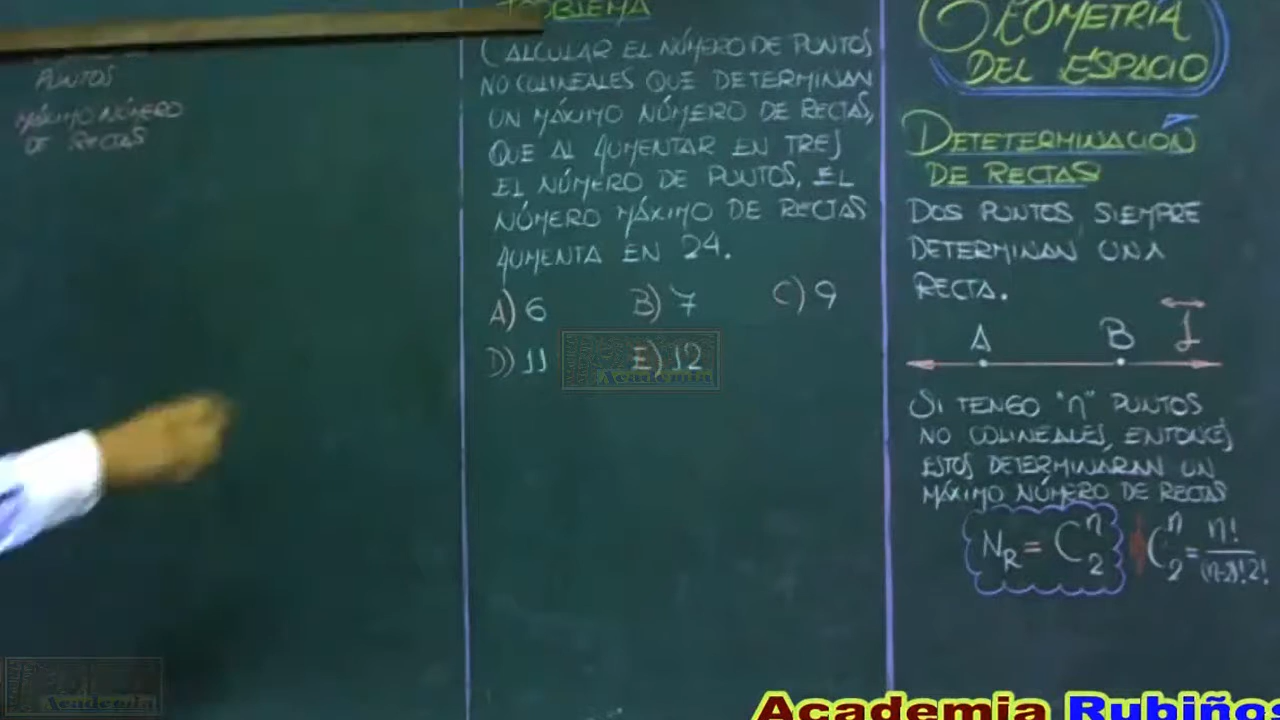 PUNTOS
MÁXIMO NÚMERO
DE RECTAS
PROBLEMA
CALCULAR EL NÚMERO DE PUNTOS
NO COLINEALES QUE DETERMINAN
UN MÁXIMO NÚMERO DE RECTAS,
QUE AL AUMENTAR EN TRES
EL NÚMERO DE PUNTOS, EL
NÚMERO MÁXIMO DE RECTAS
AUMENTA EN 24.
A) 6 B) 7 C) 9
D) 11 E) 12
Academia
GEOMETRÍA
DEL ESPACIO
DETETERMINACIÓN
DE RECTAS
DOS PUNTOS SIEMPRE
DETERMINAN UNA
RECTA.
A B L
SI TENGO "n" PUNTOS
NO COLINEALES, ENTONCES
ESTOS DETERMINARAN UN
MÁXIMO NÚMERO DE RECTAS
N_R = C^n_2 C^n_2 = n!/(n-2)!2!
Academia
Academia Rubiños